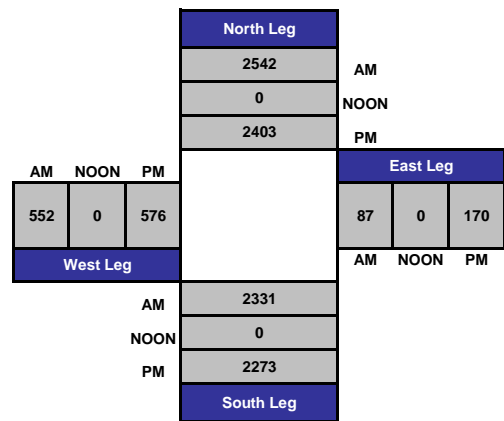 North Leg
2542 AM
0 NOON
2403 PM
AM NOON PM
East Leg
552 0 576
87 0 170
West Leg
AM NOON PM
AM 2331
NOON 0
PM 2273
South Leg